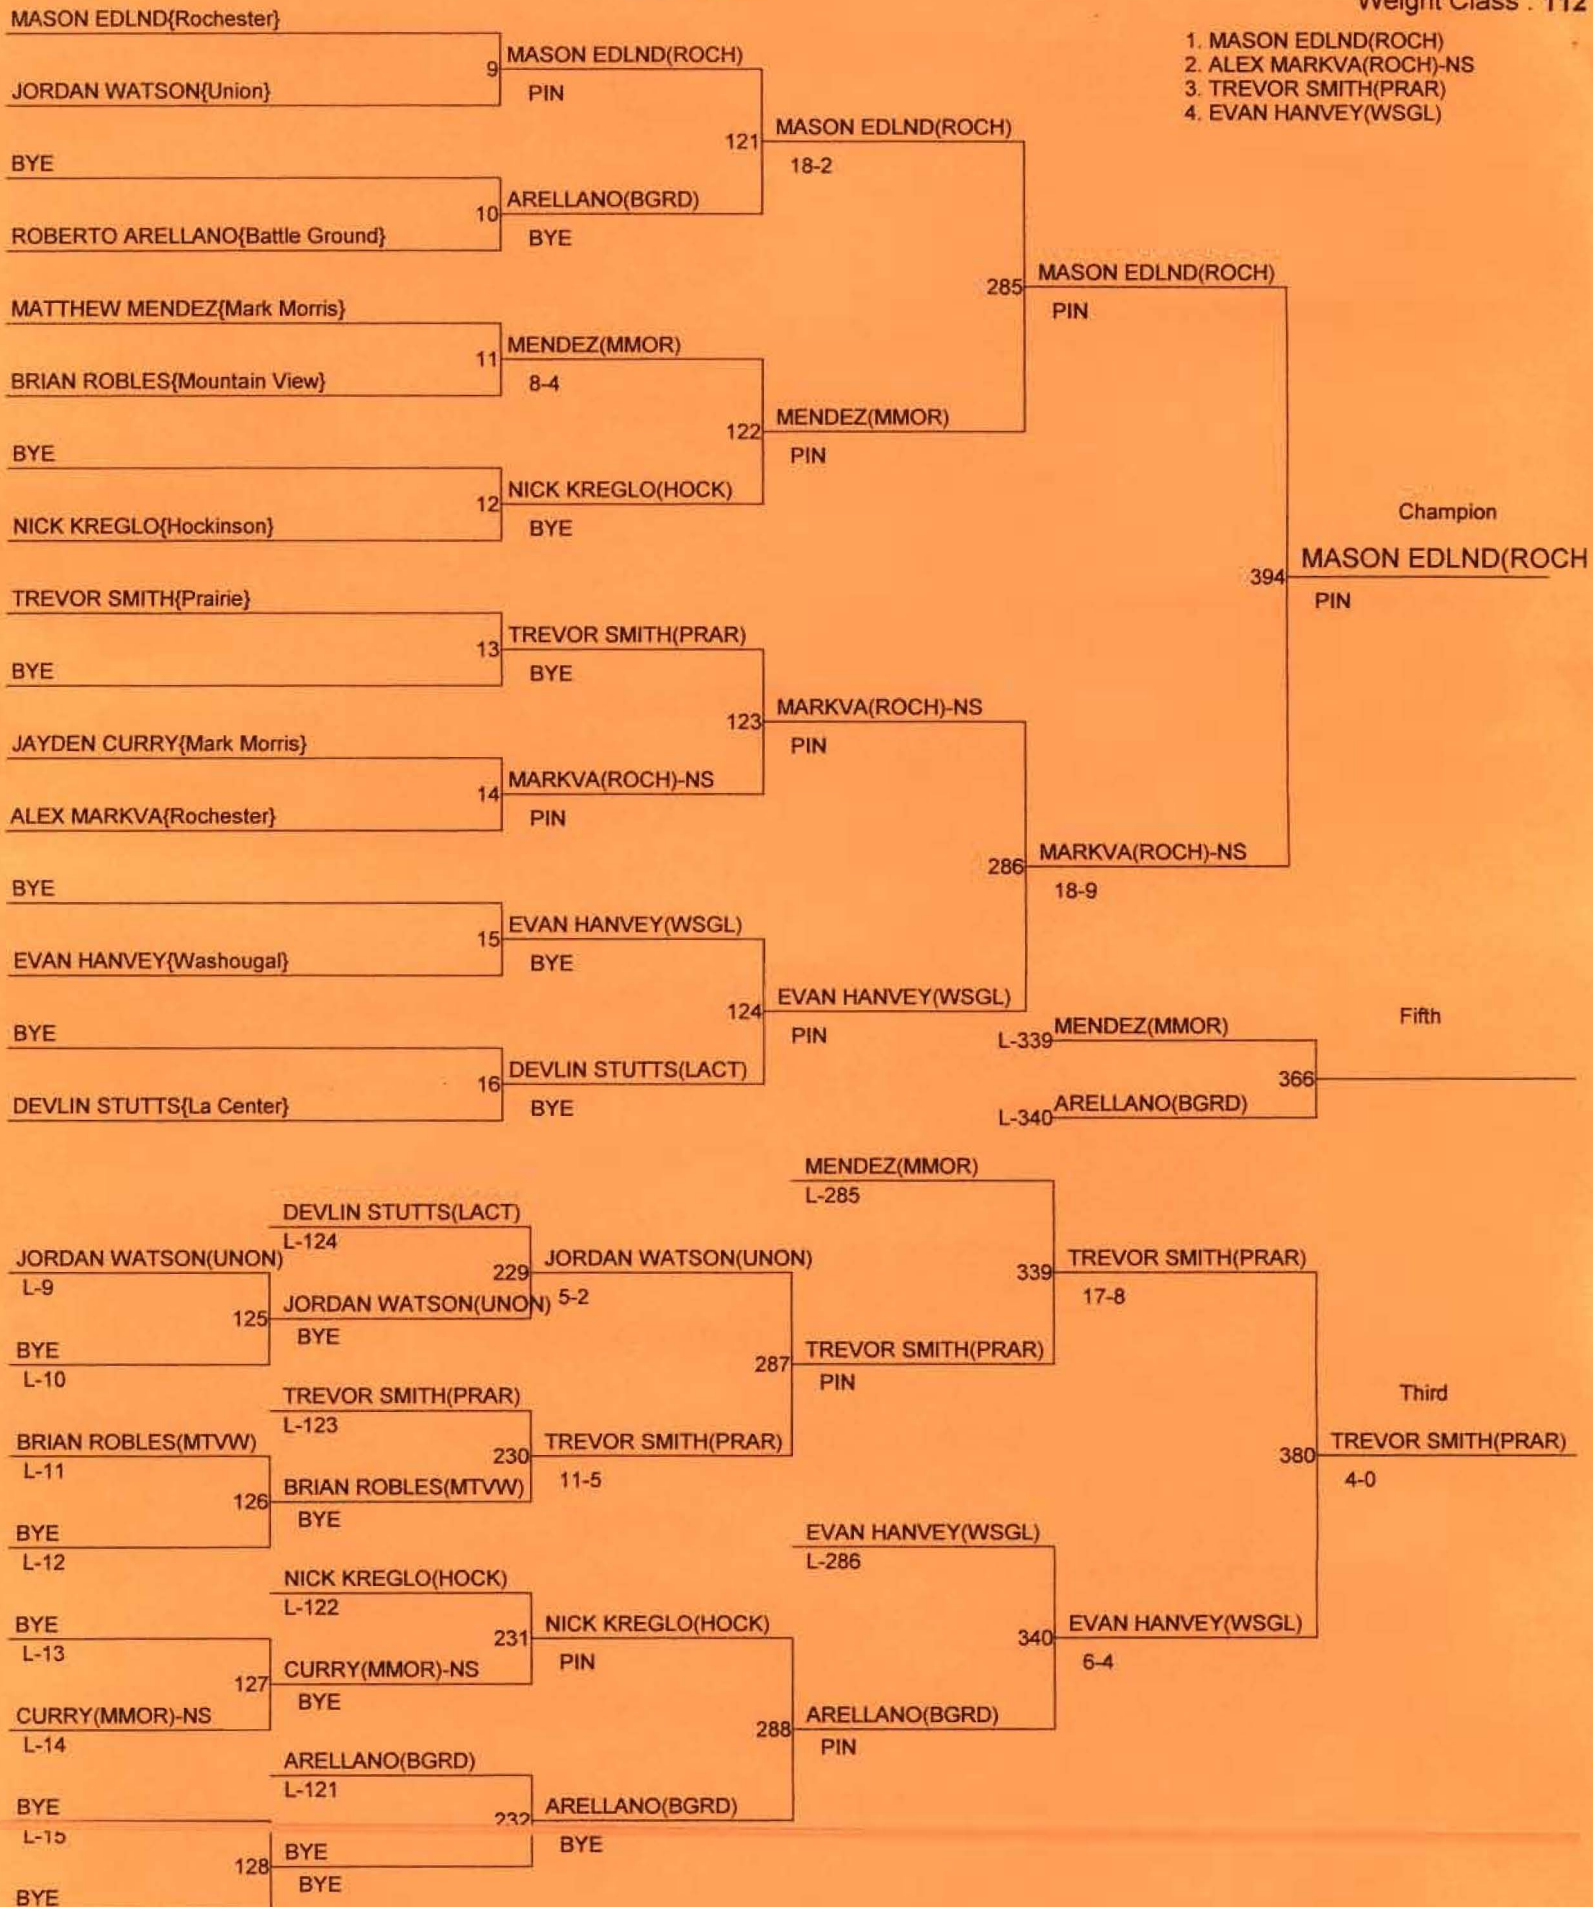 Weight Class : 112
1. MASON EDLND(ROCH)
2. ALEX MARKVA(ROCH)-NS
3. TREVOR SMITH(PRAR)
4. EVAN HANVEY(WSGL)
MASON EDLND{Rochester}
9
MASON EDLND(ROCH)
PIN
JORDAN WATSON{Union}
121
MASON EDLND(ROCH)
18-2
BYE
10
ARELLANO(BGRD)
BYE
ROBERTO ARELLANO{Battle Ground}
285
MASON EDLND(ROCH)
PIN
MATTHEW MENDEZ{Mark Morris}
11
MENDEZ(MMOR)
8-4
BRIAN ROBLES{Mountain View}
122
MENDEZ(MMOR)
PIN
BYE
12
NICK KREGLO(HOCK)
BYE
NICK KREGLO{Hockinson}
Champion
394
MASON EDLND(ROCH
PIN
TREVOR SMITH{Prairie}
13
TREVOR SMITH(PRAR)
BYE
BYE
123
MARKVA(ROCH)-NS
PIN
JAYDEN CURRY{Mark Morris}
14
MARKVA(ROCH)-NS
PIN
ALEX MARKVA{Rochester}
286
MARKVA(ROCH)-NS
18-9
BYE
15
EVAN HANVEY(WSGL)
BYE
EVAN HANVEY{Washougal}
124
EVAN HANVEY(WSGL)
PIN
BYE
16
DEVLIN STUTTS(LACT)
BYE
DEVLIN STUTTS{La Center}
Fifth
L-339
MENDEZ(MMOR)
366
L-340
ARELLANO(BGRD)
MENDEZ(MMOR)
L-285
DEVLIN STUTTS(LACT)
L-124
JORDAN WATSON(UNON)
L-9
229
JORDAN WATSON(UNON)
5-2
125
JORDAN WATSON(UNON)
BYE
BYE
L-10
339
TREVOR SMITH(PRAR)
17-8
287
TREVOR SMITH(PRAR)
PIN
TREVOR SMITH(PRAR)
L-123
BRIAN ROBLES(MTVW)
L-11
230
TREVOR SMITH(PRAR)
11-5
126
BRIAN ROBLES(MTVW)
BYE
BYE
L-12
Third
380
TREVOR SMITH(PRAR)
4-0
EVAN HANVEY(WSGL)
L-286
NICK KREGLO(HOCK)
L-122
BYE
L-13
231
NICK KREGLO(HOCK)
PIN
127
CURRY(MMOR)-NS
BYE
CURRY(MMOR)-NS
L-14
340
EVAN HANVEY(WSGL)
6-4
288
ARELLANO(BGRD)
PIN
ARELLANO(BGRD)
L-121
BYE
L-15
232
ARELLANO(BGRD)
BYE
128
BYE
BYE
BYE